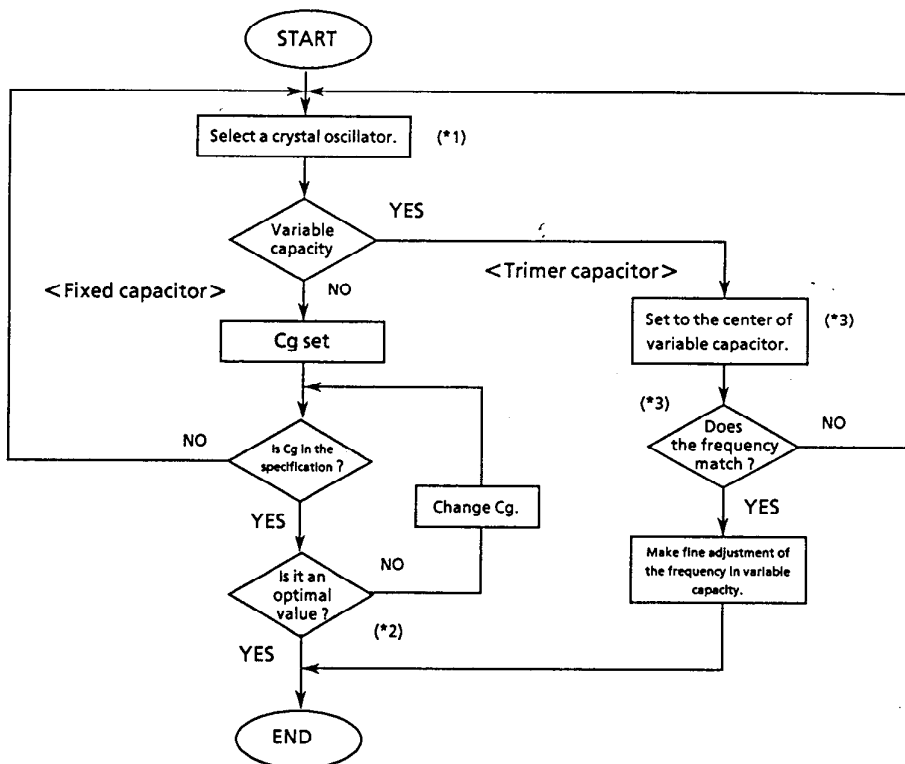 START
Select a crystal oscillator.
(*1)
Variable
capacity
YES
<Fixed capacitor>
NO
<Trimer capacitor>
Cg set
Set to the center of
variable capacitor.
(*3)
(*3)
Is Cg in the
specification ?
NO
YES
Change Cg.
Does
the frequency
match ?
NO
YES
Is it an
optimal
value ?
NO
(*2)
YES
Make fine adjustment of
the frequency in variable
capacity.
END